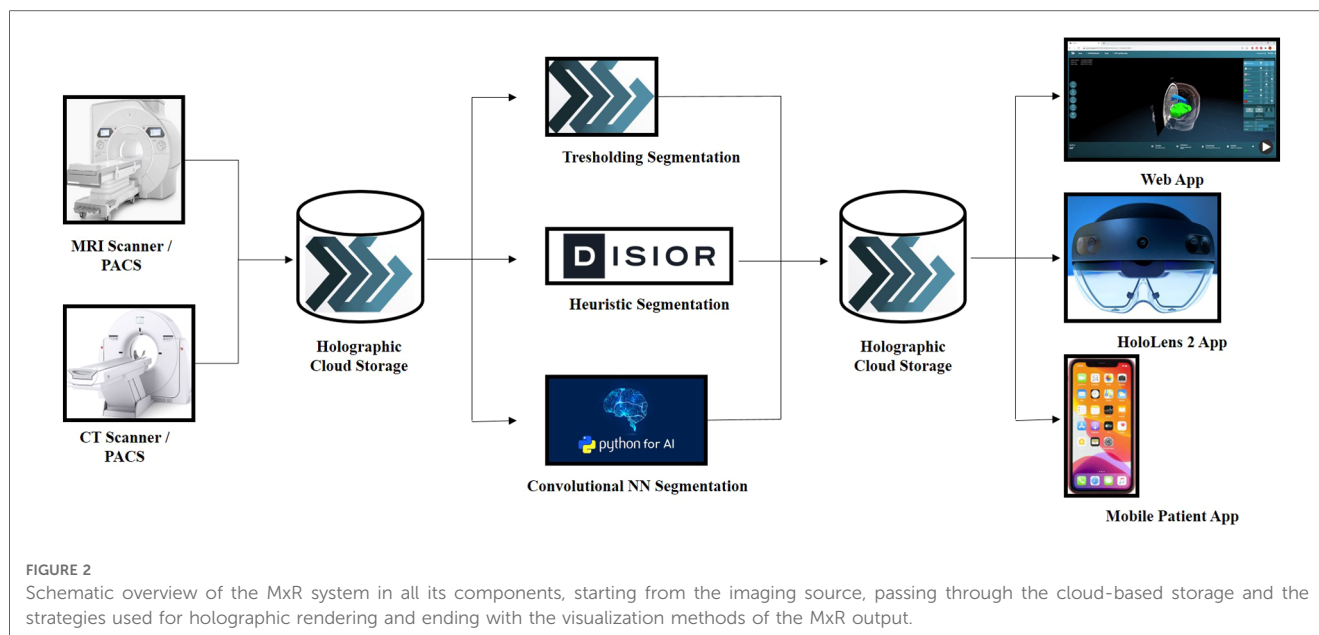 MRI Scanner /
PACS
CT Scanner /
PACS
Holographic
Cloud Storage
Tresholding Segmentation
DISIOR
Heuristic Segmentation
python for AI
Convolutional NN Segmentation
Holographic
Cloud Storage
Web App
HoloLens 2 App
Mobile Patient App
FIGURE 2
Schematic overview of the MxR system in all its components, starting from the imaging source, passing through the cloud-based storage and the
strategies used for holographic rendering and ending with the visualization methods of the MxR output.